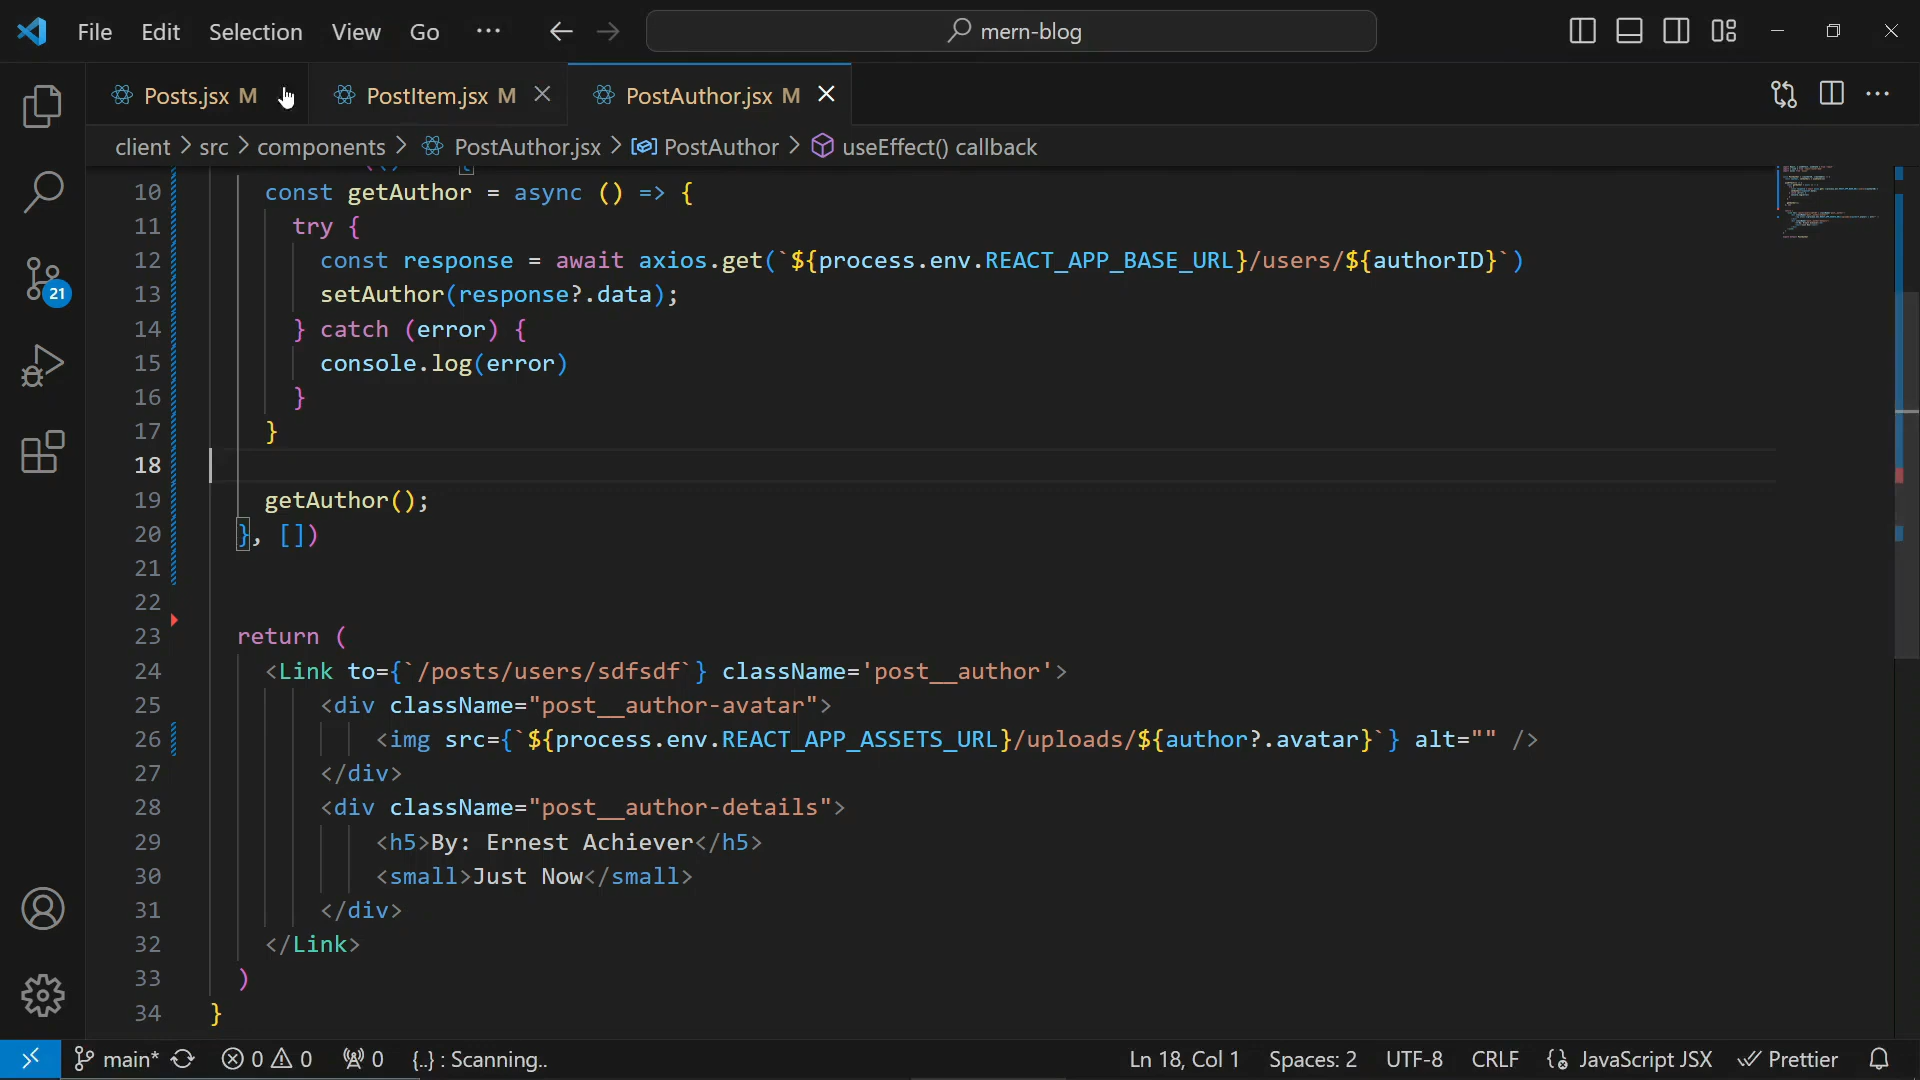 File Edit Selection View Go ··· mern-blog
Posts.jsx M PostItem.jsx M PostAuthor.jsx M
client > src > components > PostAuthor.jsx > PostAuthor > useEffect() callback
10 const getAuthor = async () => {
11 try {
12 const response = await axios.get(`${process.env.REACT_APP_BASE_URL}/users/${authorID}`)
13 setAuthor(response?.data);
14 } catch (error) {
15 console.log(error)
16 }
17 }
18
19 getAuthor();
20 }, [])
21
22
23 return (
24 <Link to={`/posts/users/sdfsdf`} className='post__author'>
25 <div className="post__author-avatar">
26 <img src={`${process.env.REACT_APP_ASSETS_URL}/uploads/${author?.avatar}`} alt="" />
27 </div>
28 <div className="post__author-details">
29 <h5>By: Ernest Achiever</h5>
30 <small>Just Now</small>
31 </div>
32 </Link>
33 )
34 }
21
main* 0 0 0 {..} : Scanning.. Ln 18, Col 1 Spaces: 2 UTF-8 CRLF JavaScript JSX Prettier